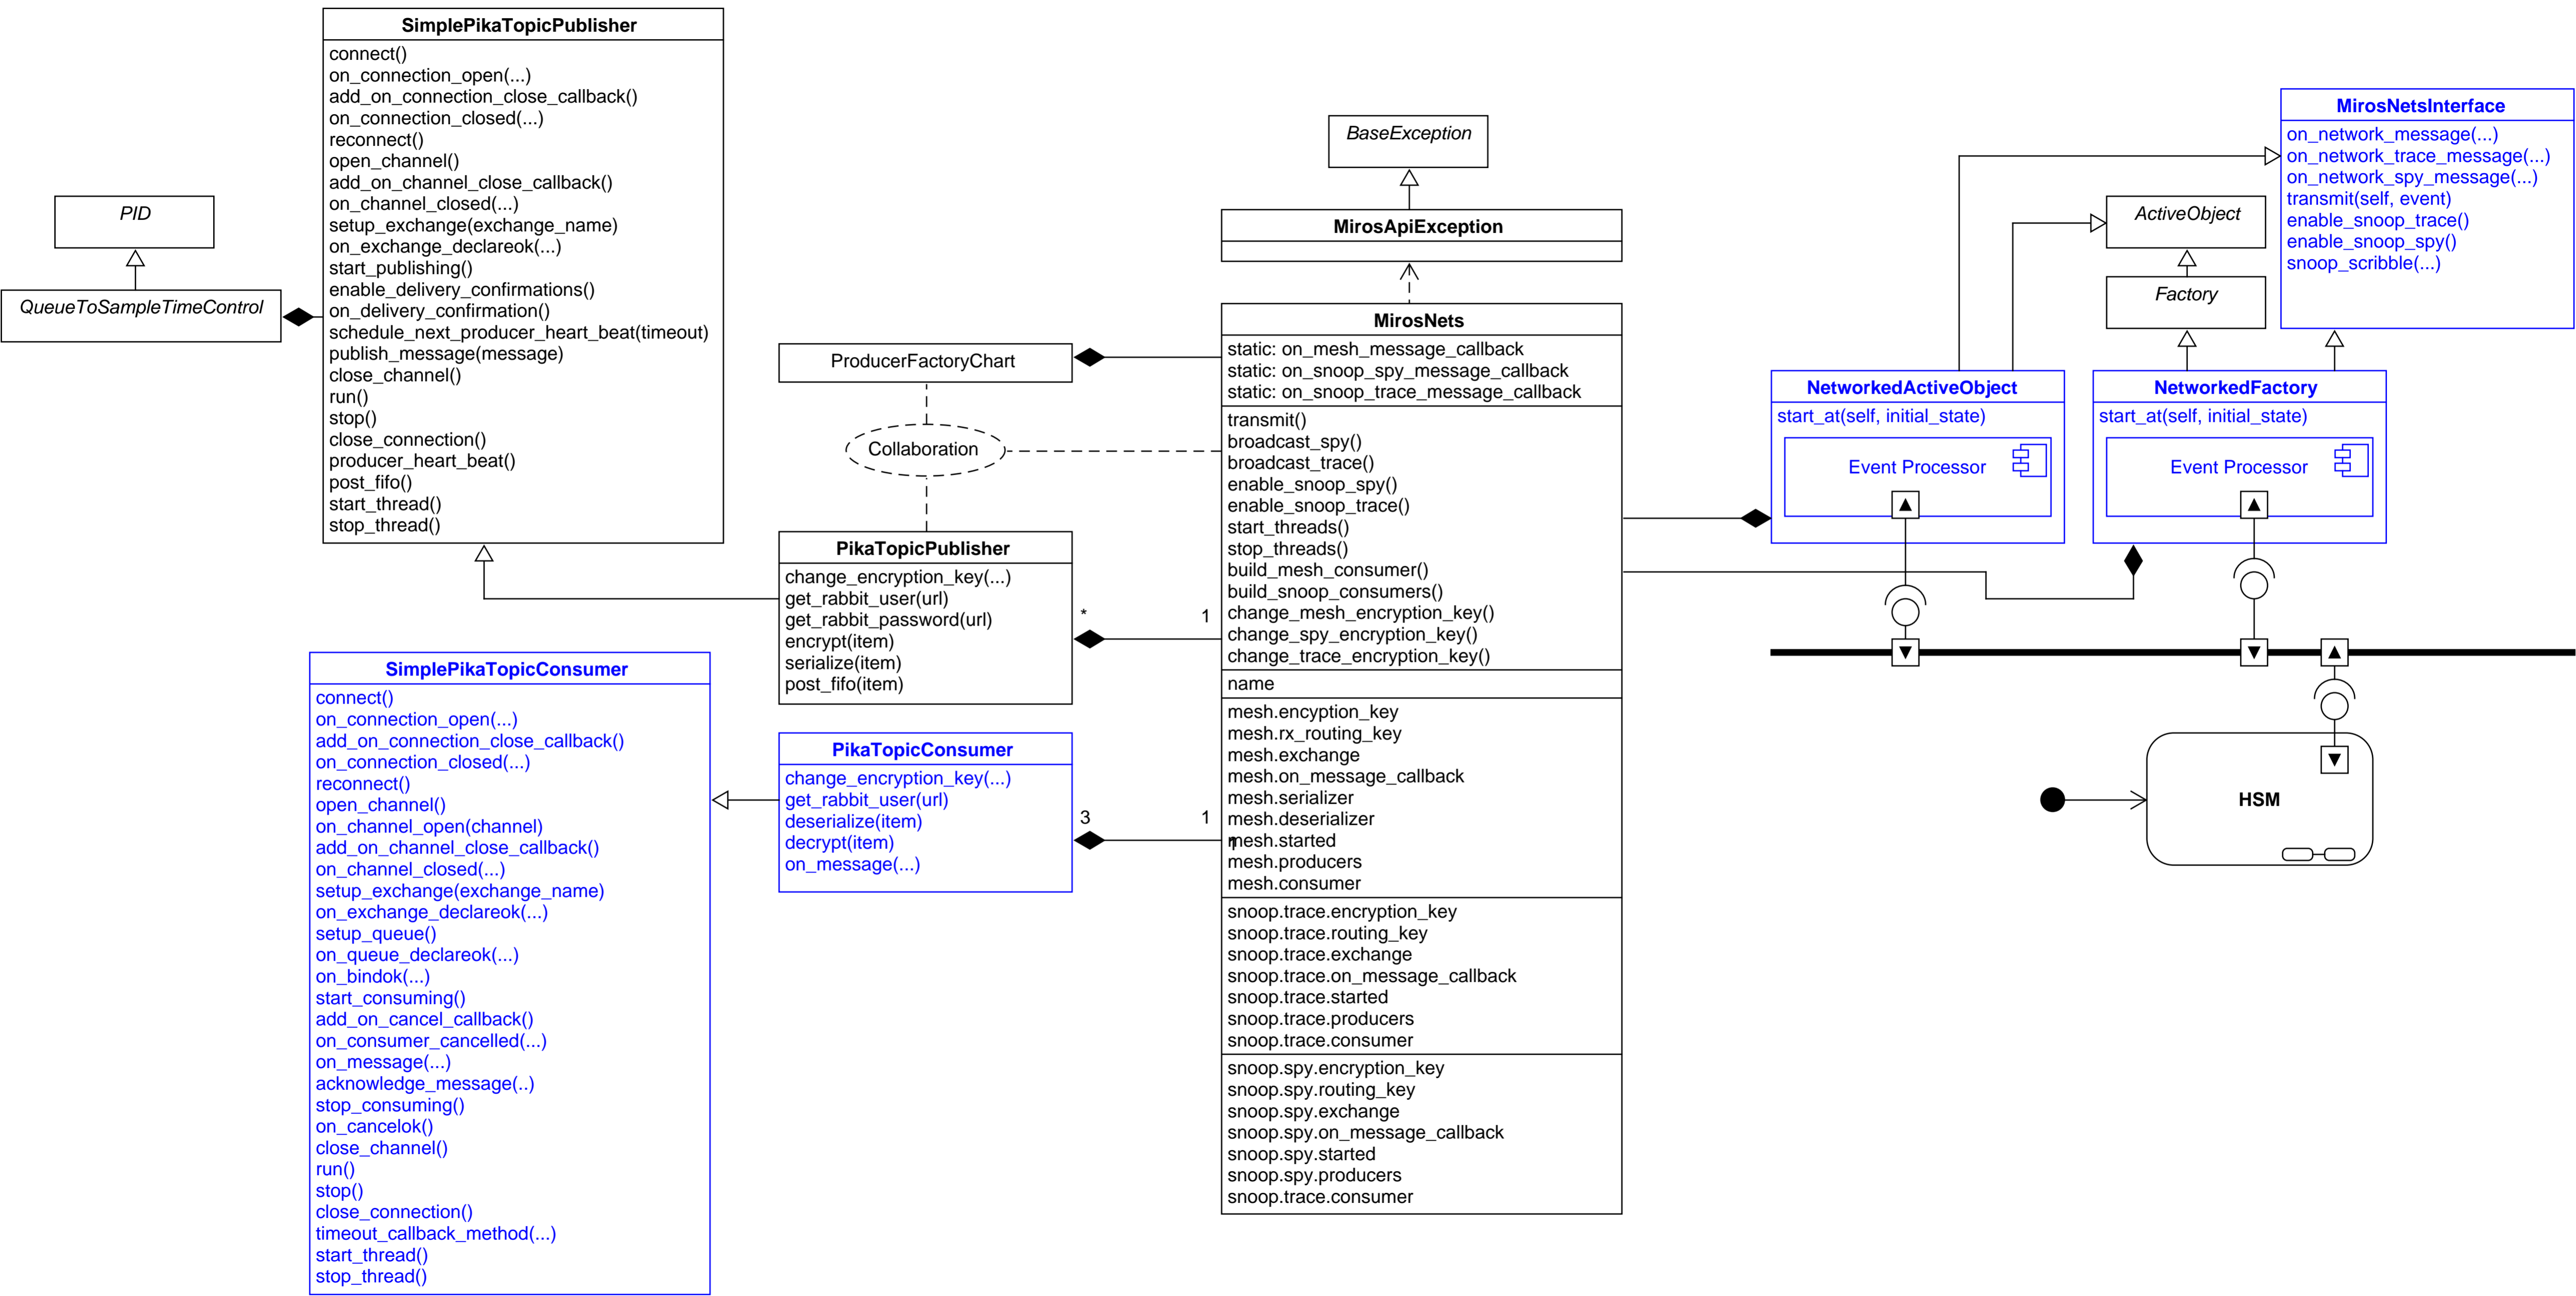 SimplePikaTopicPublisher
connect()
on_connection_open(...)
add_on_connection_close_callback()
on_connection_closed(...)
reconnect()
open_channel()
add_on_channel_close_callback()
on_channel_closed(...)
setup_exchange(exchange_name)
on_exchange_declareok(...)
start_publishing()
enable_delivery_confirmations()
on_delivery_confirmation()
schedule_next_producer_heart_beat(timeout)
publish_message(message)
close_channel()
run()
stop()
close_connection()
producer_heart_beat()
post_fifo()
start_thread()
stop_thread()
PID
QueueToSampleTimeControl
SimplePikaTopicConsumer
connect()
on_connection_open(...)
add_on_connection_close_callback()
on_connection_closed(...)
reconnect()
open_channel()
on_channel_open(channel)
add_on_channel_close_callback()
on_channel_closed(...)
setup_exchange(exchange_name)
on_exchange_declareok(...)
setup_queue()
on_queue_declareok(...)
on_bindok(...)
start_consuming()
add_on_cancel_callback()
on_consumer_cancelled(...)
on_message(...)
acknowledge_message(..)
stop_consuming()
on_cancelok()
close_channel()
run()
stop()
close_connection()
timeout_callback_method(...)
start_thread()
stop_thread()
ProducerFactoryChart
Collaboration
PikaTopicPublisher
change_encryption_key(...)
get_rabbit_user(url)
get_rabbit_password(url)
encrypt(item)
serialize(item)
post_fifo(item)
* 1
PikaTopicConsumer
change_encryption_key(...)
get_rabbit_user(url)
deserialize(item)
decrypt(item)
on_message(...)
3 1
BaseException
MirosApiException
MirosNets
static: on_mesh_message_callback
static: on_snoop_spy_message_callback
static: on_snoop_trace_message_callback
transmit()
broadcast_spy()
broadcast_trace()
enable_snoop_spy()
enable_snoop_trace()
start_threads()
stop_threads()
build_mesh_consumer()
build_snoop_consumers()
change_mesh_encryption_key()
change_spy_encryption_key()
change_trace_encryption_key()
name
mesh.encyption_key
mesh.rx_routing_key
mesh.exchange
mesh.on_message_callback
mesh.serializer
mesh.deserializer
mesh.started
mesh.producers
mesh.consumer
snoop.trace.encryption_key
snoop.trace.routing_key
snoop.trace.exchange
snoop.trace.on_message_callback
snoop.trace.started
snoop.trace.producers
snoop.trace.consumer
snoop.spy.encryption_key
snoop.spy.routing_key
snoop.spy.exchange
snoop.spy.on_message_callback
snoop.spy.started
snoop.spy.producers
snoop.trace.consumer
MirosNetsInterface
on_network_message(...)
on_network_trace_message(...)
on_network_spy_message(...)
transmit(self, event)
enable_snoop_trace()
enable_snoop_spy()
snoop_scribble(...)
ActiveObject
Factory
NetworkedActiveObject
start_at(self, initial_state)
Event Processor
NetworkedFactory
start_at(self, initial_state)
Event Processor
HSM